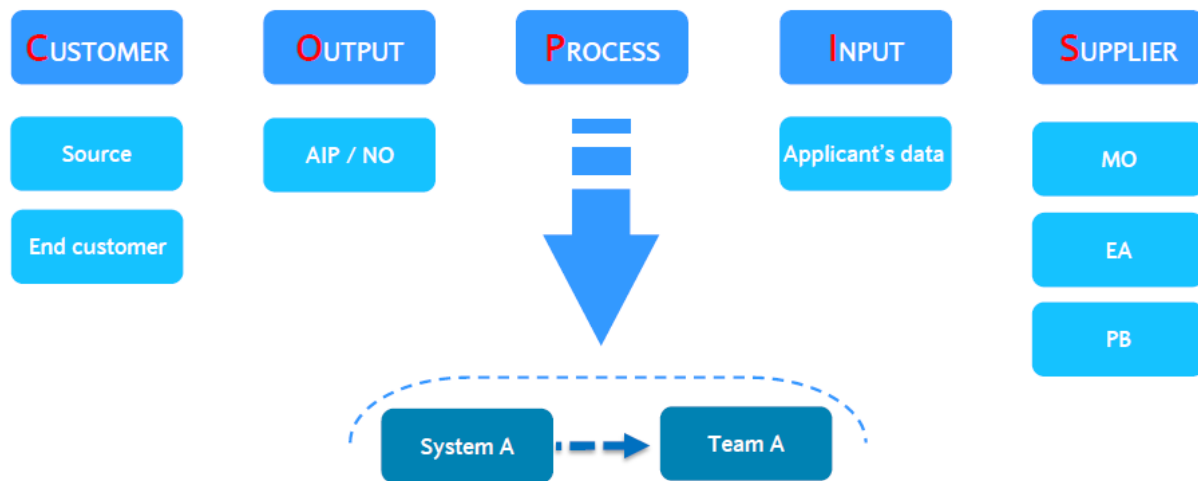 CUSTOMER
OUTPUT
PROCESS
INPUT
SUPPLIER
Source
AIP / NO
Applicant's data
MO
End customer
EA
PB
System A
Team A